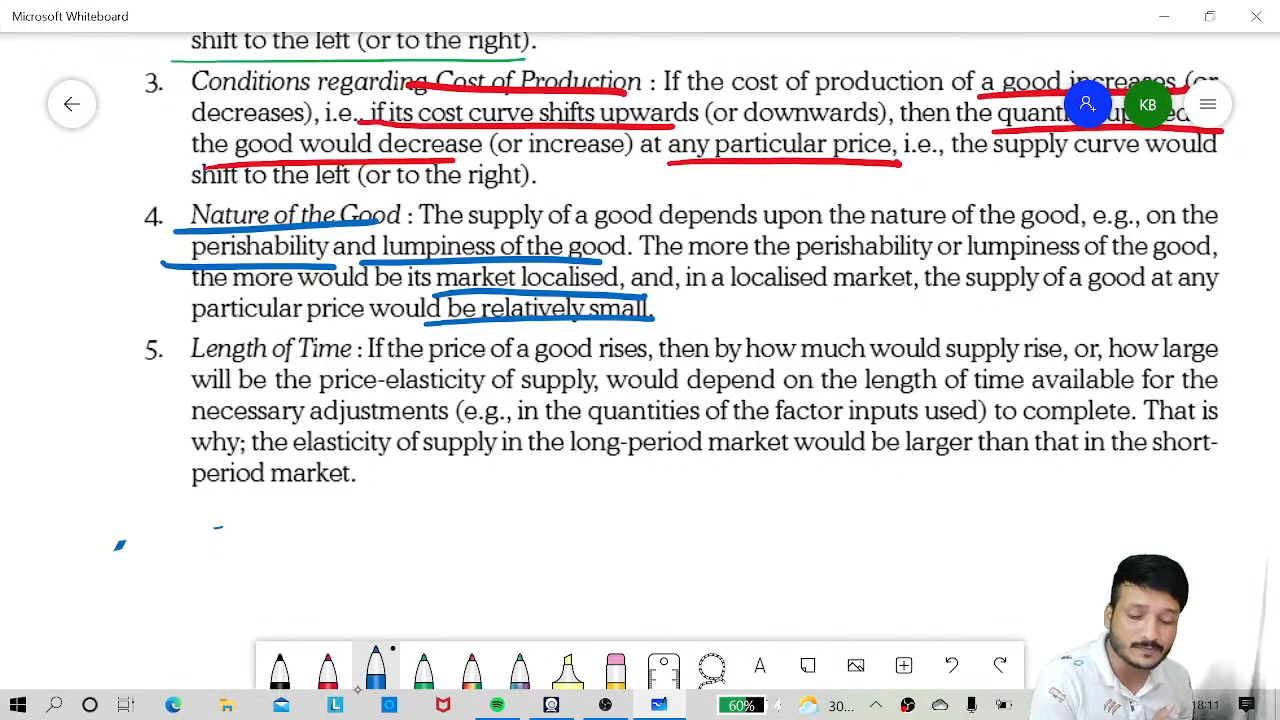 Microsoft Whiteboard
shift to the left (or to the right).
3. Conditions regarding Cost of Production : If the cost of production of a good increases (or
decreases), i.e., if its cost curve shifts upwards (or downwards), then the
KB
the good would decrease (or increase) at any particular price, i.e., the supply curve would
shift to the left (or to the right).
4. Nature of the Good : The supply of a good depends upon the nature of the good, e.g., on the
perishability and lumpiness of the good. The more the perishability or lumpiness of the good,
the more would be its market localised, and, in a localised market, the supply of a good at any
particular price would be relatively small.
5. Length of Time : If the price of a good rises, then by how much would supply rise, or, how large
will be the price-elasticity of supply, would depend on the length of time available for the
necessary adjustments (e.g., in the quantities of the factor inputs used) to complete. That is
why; the elasticity of supply in the long-period market would be larger than that in the short-
period market.
60%
30...
18:11